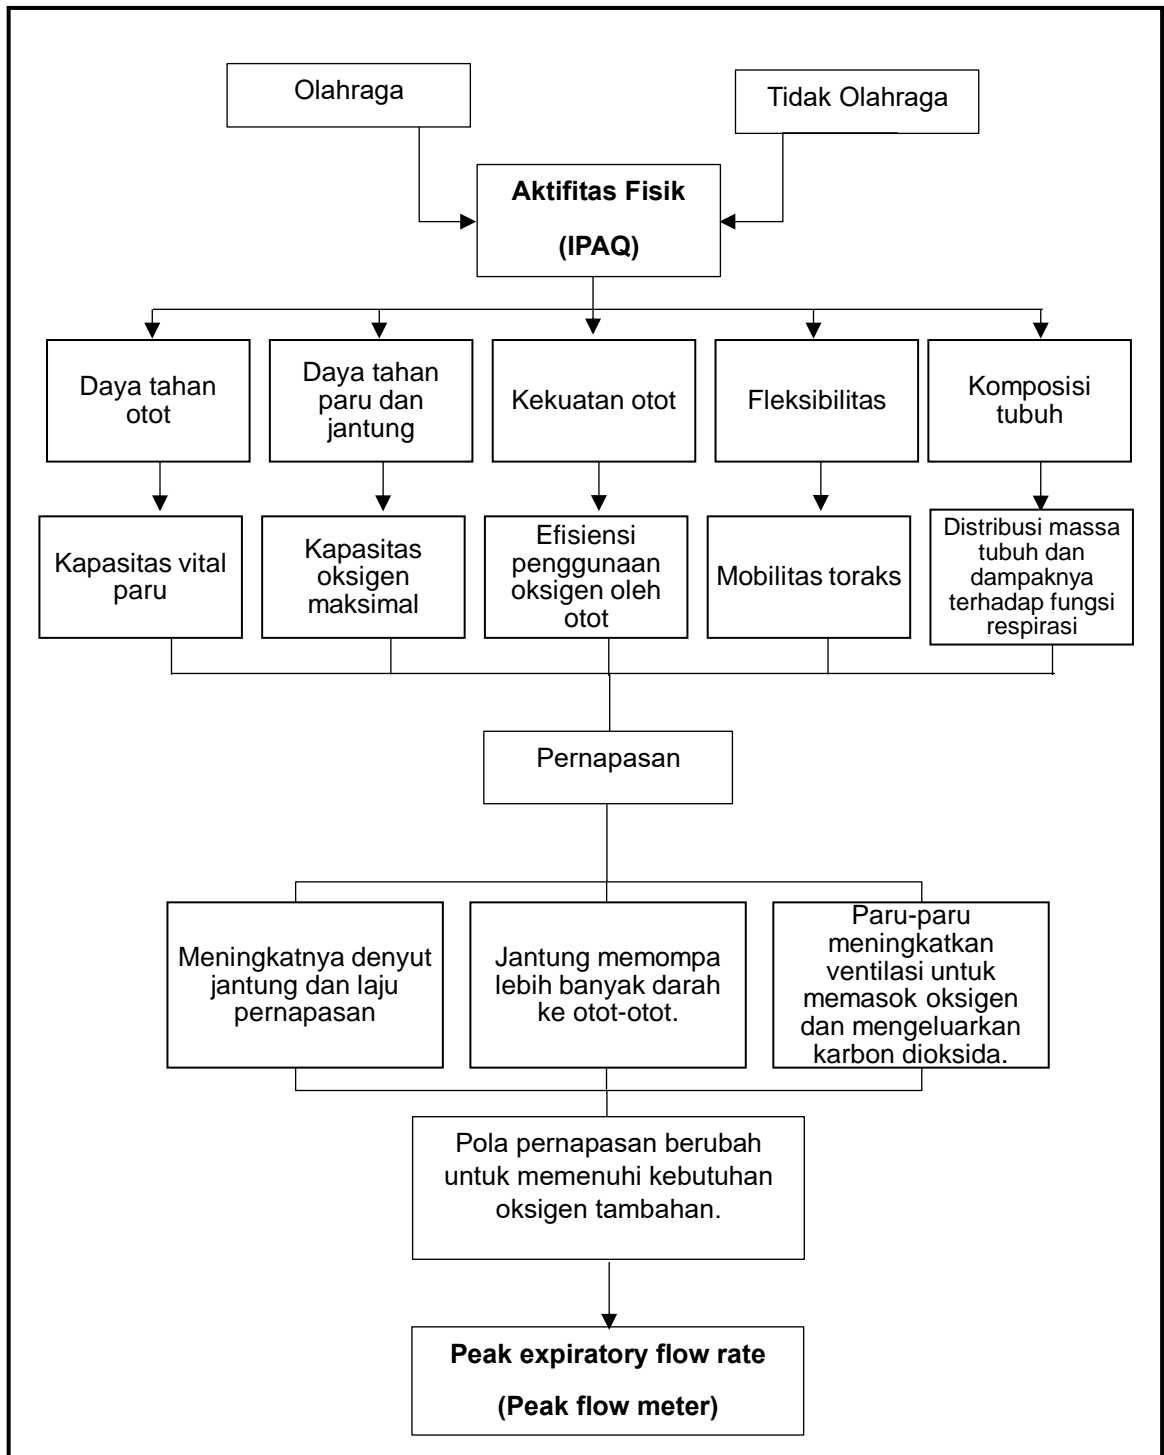 Olahraga
Tidak Olahraga
Aktifitas Fisik
(IPAQ)
Daya tahan
otot
Daya tahan
paru dan
jantung
Kekuatan otot
Fleksibilitas
Komposisi
tubuh
Kapasitas vital
paru
Kapasitas
oksigen
maksimal
Efisiensi
penggunaan
oksigen oleh
otot
Mobilitas toraks
Distribusi massa
tubuh dan
dampaknya
terhadap fungsi
respirasi
Pernapasan
Meningkatnya denyut
jantung dan laju
pernapasan
Jantung memompa
lebih banyak darah
ke otot-otot.
Paru-paru
meningkatkan
ventilasi untuk
memasok oksigen
dan mengeluarkan
karbon dioksida.
Pola pernapasan berubah
untuk memenuhi kebutuhan
oksigen tambahan.
Peak expiratory flow rate
(Peak flow meter)